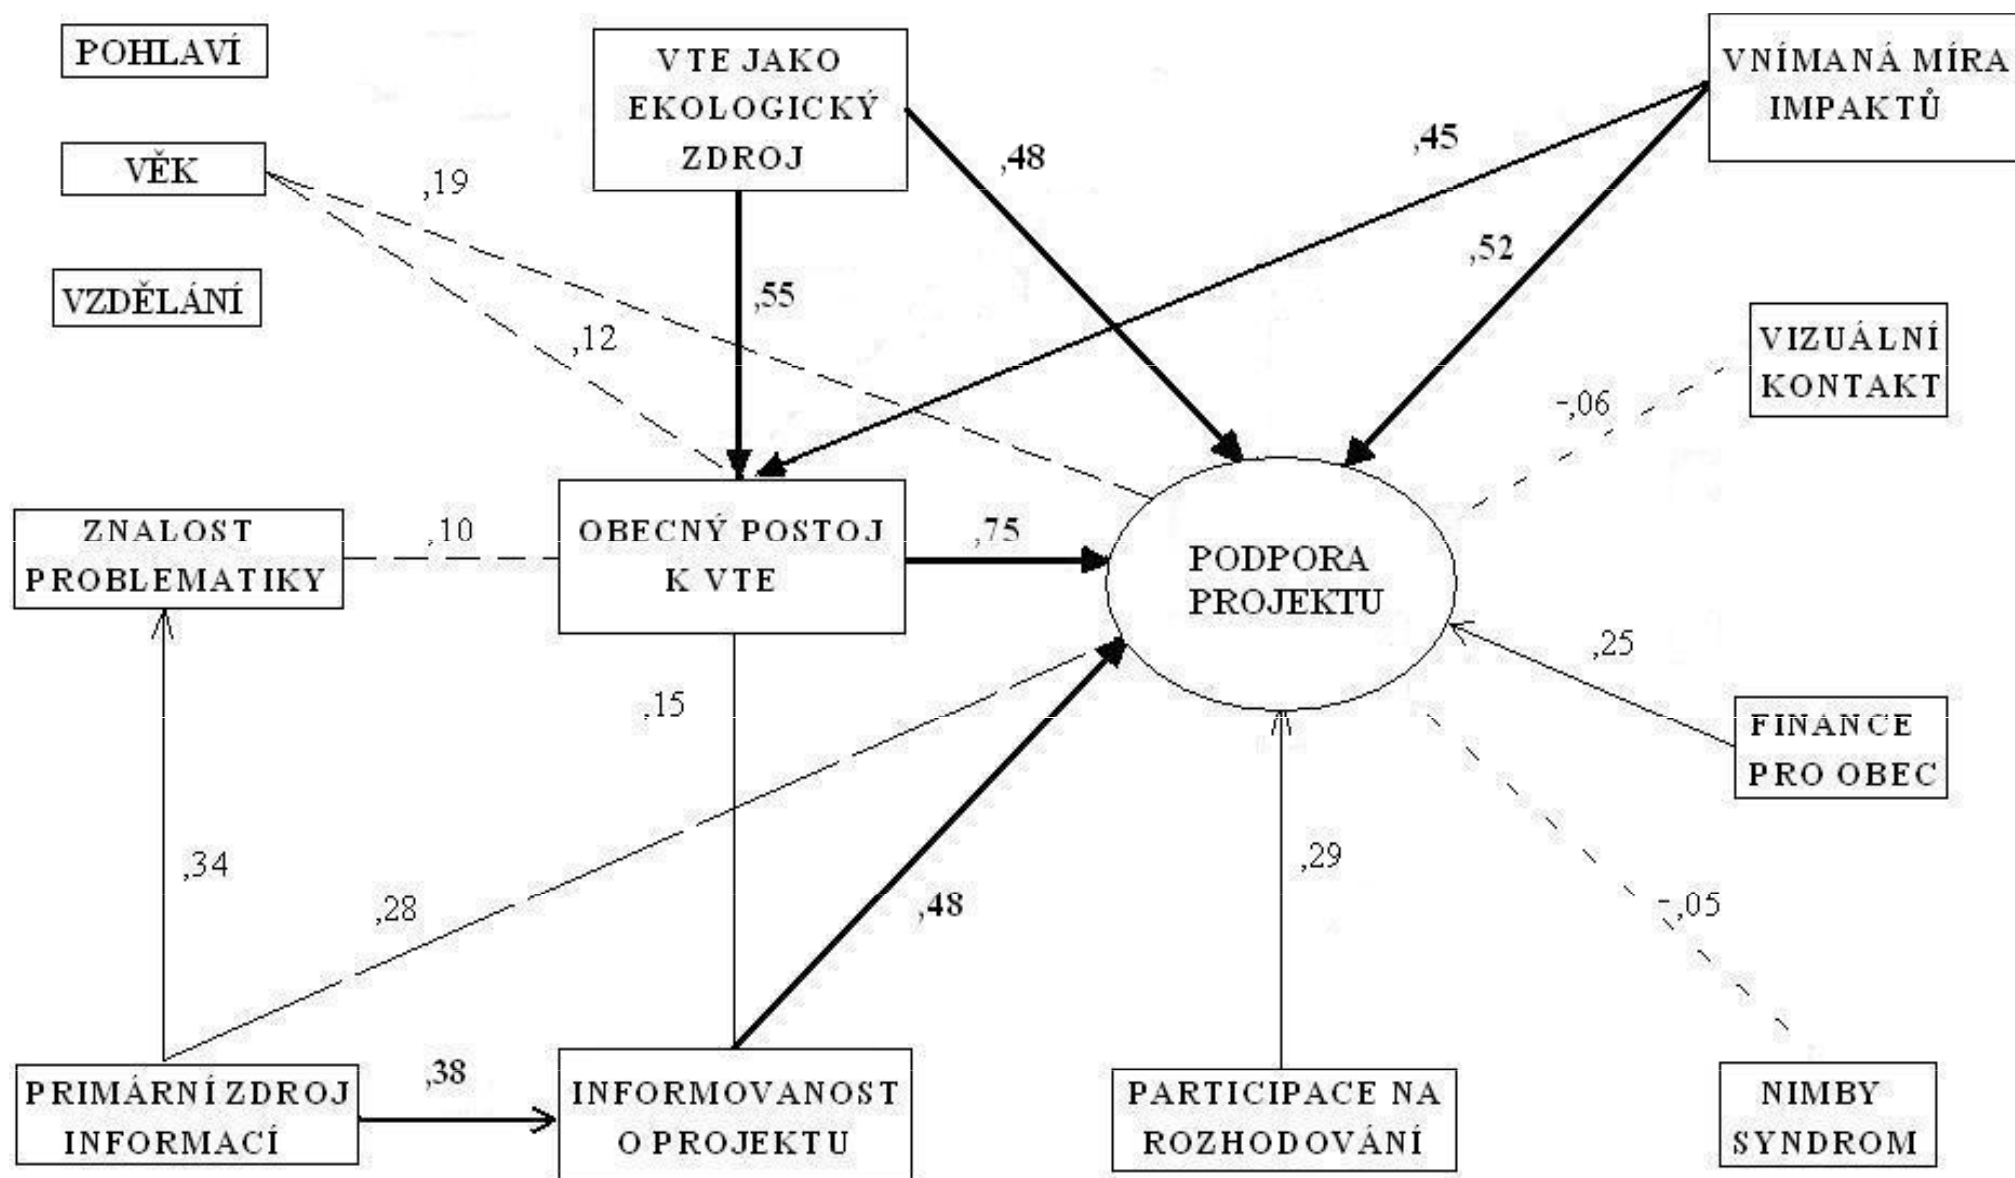 POHLAVÍ
VTE JAKO
EKOLOGICKÝ
ZDROJ
VNÍMANÁ MÍRA
IMPAKTŮ
VĚK
,19
,48
,45
,52
VZDĚLÁNÍ
,55
,12
VIZUÁLNÍ
KONTAKT
-,06
ZNALOST
PROBLEMATIKY
,10
OBECNÝ POSTOJ
K VTE
,75
PODPORA
PROJEKTU
,25
,15
FINANCE
PRO OBEC
,34
,28
,48
,29
-,05
PRIMÁRNÍ ZDROJ
INFORMACÍ
,38
INFORMOVANOST
O PROJEKTU
PARTICIPACE NA
ROZHODOVÁNÍ
NIMBY
SYNDROM